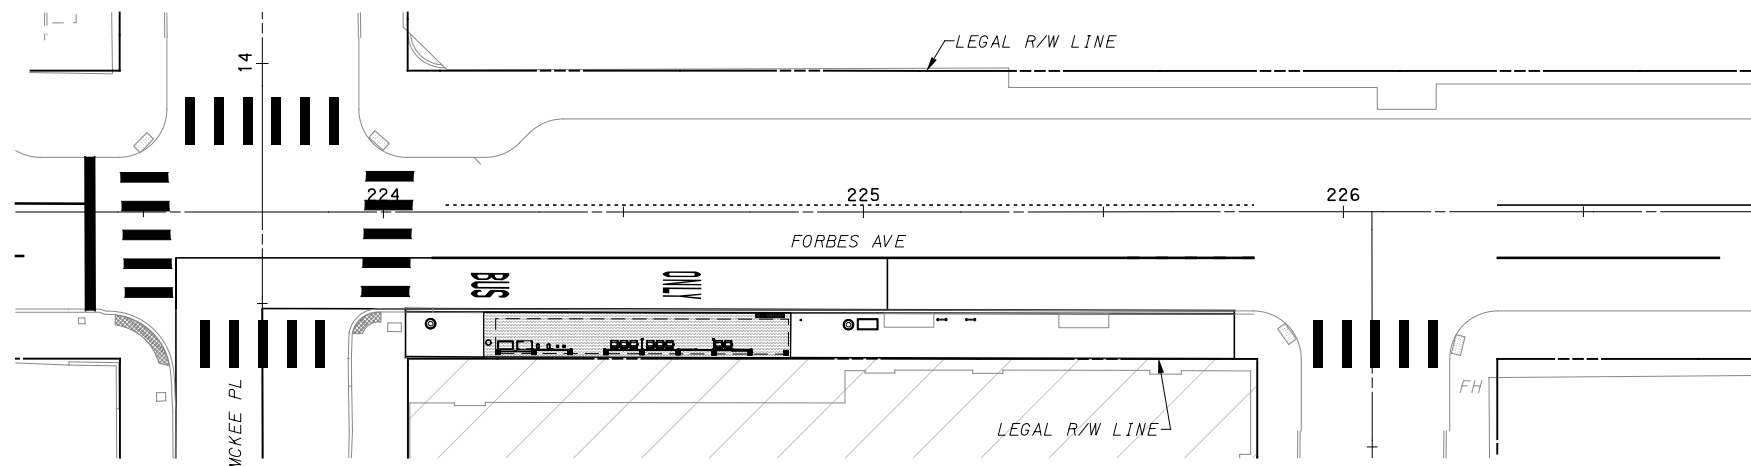 LEGAL R/W LINE
14
224
225
226
FORBES AVE
BUS
ONLY
MCKEE PL
FH
LEGAL R/W LINE